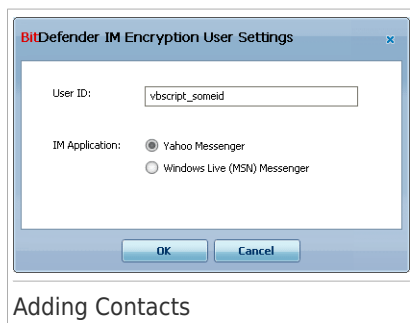 BitDefender IM Encryption User Settings
User ID:
vbscript_someid
IM Application:
Yahoo Messenger
Windows Live (MSN) Messenger
OK
Cancel
Adding Contacts